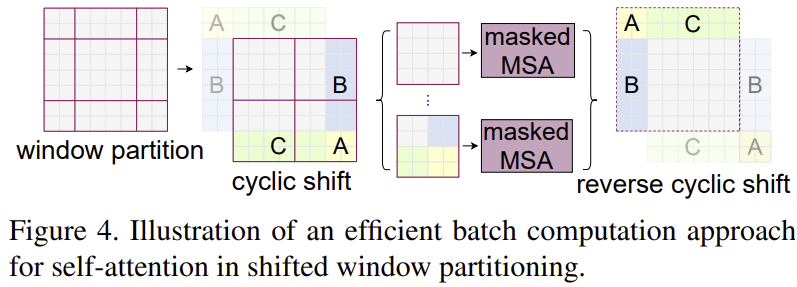 A C
B
window partition
B
C A
cyclic shift
masked
MSA
...
masked
MSA
A C
B
B
C A
reverse cyclic shift
Figure 4. Illustration of an efficient batch computation approach
for self-attention in shifted window partitioning.